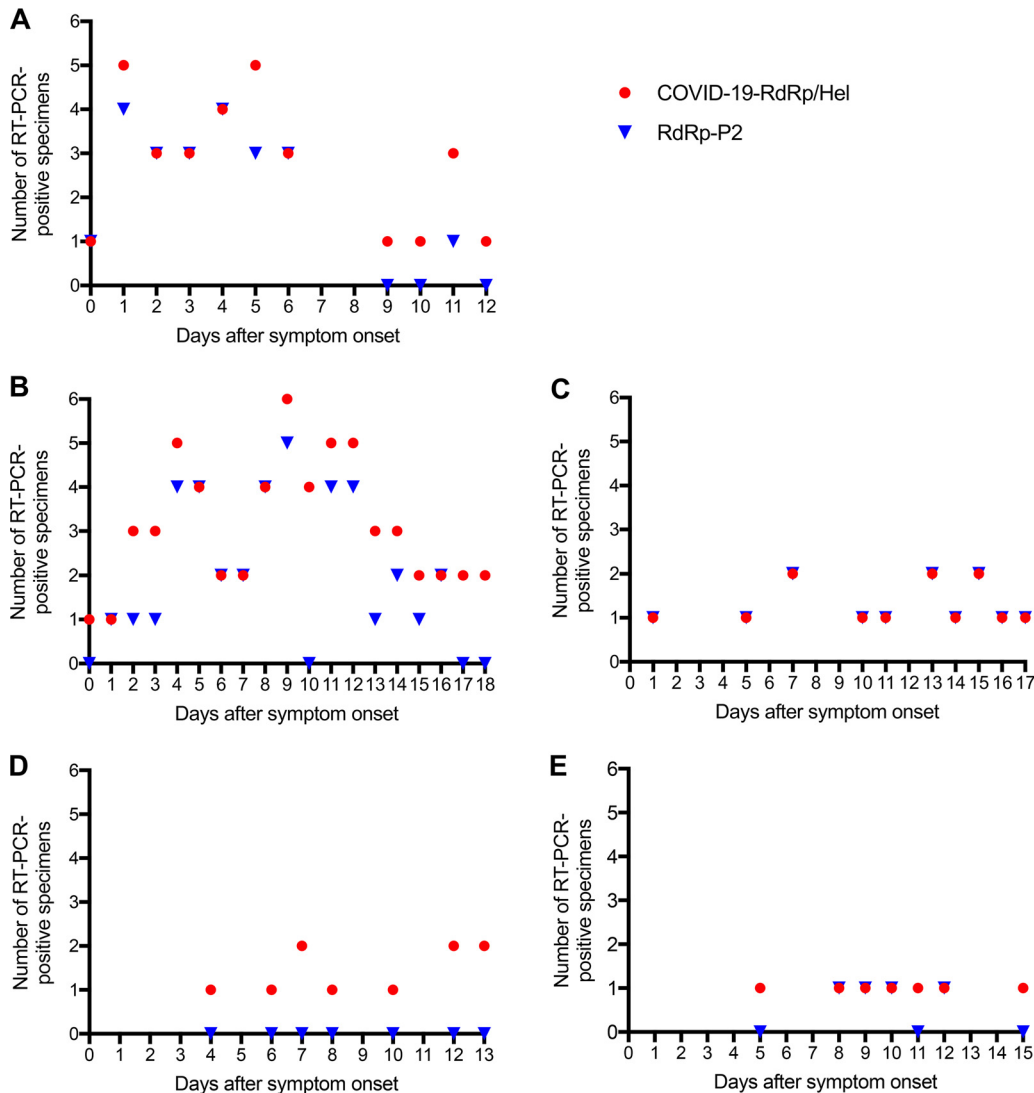 A
6
5
4
3
2
1
0
Number of RT-PCR-
positive specimens
0 1 2 3 4 5 6 7 8 9 10 11 12
Days after symptom onset
COVID-19-RdRp/Hel
RdRp-P2
B
6
5
4
3
2
1
0
Number of RT-PCR-
positive specimens
0 1 2 3 4 5 6 7 8 9 10 11 12 13 14 15 16 17 18
Days after symptom onset
C
6
5
4
3
2
1
0
Number of RT-PCR-
positive specimens
0 1 2 3 4 5 6 7 8 9 10 11 12 13 14 15 16 17
Days after symptom onset
D
6
5
4
3
2
1
0
Number of RT-PCR-
positive specimens
0 1 2 3 4 5 6 7 8 9 10 11 12 13
Days after symptom onset
E
6
5
4
3
2
1
0
Number of RT-PCR-
positive specimens
0 1 2 3 4 5 6 7 8 9 10 11 12 13 14 15
Days after symptom onset